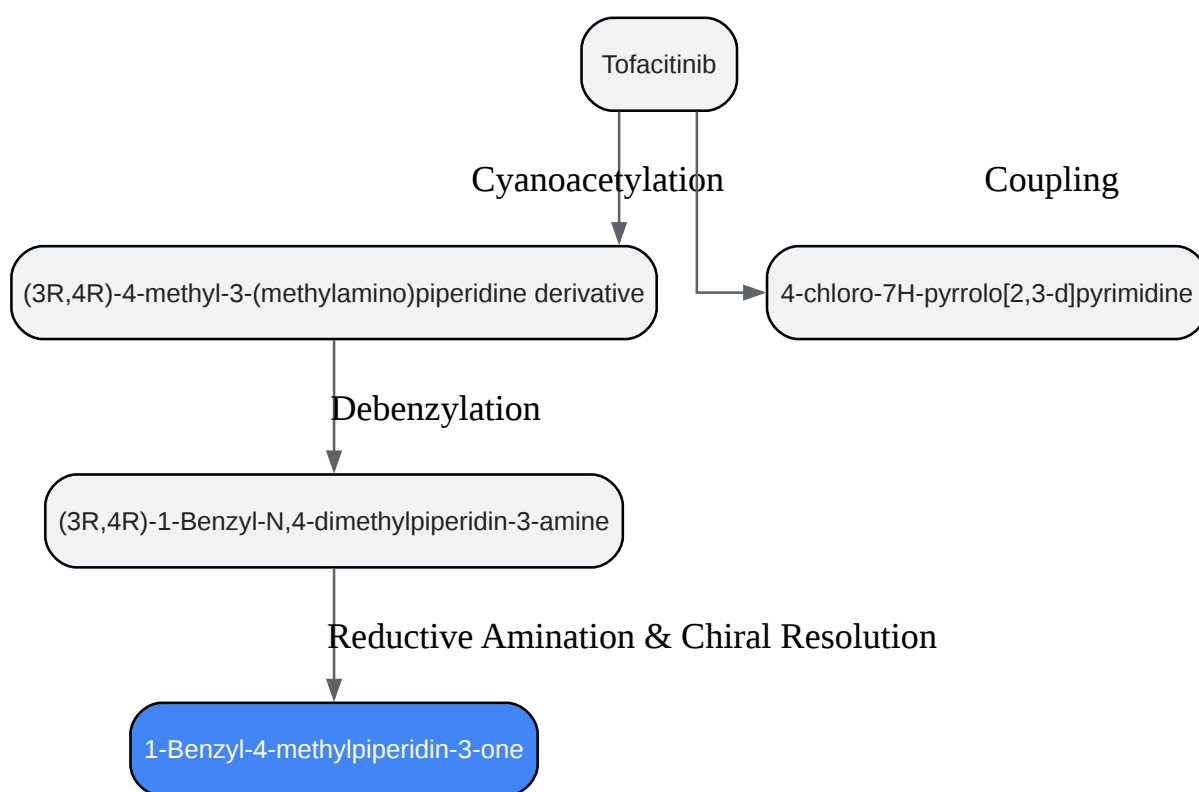 Tofacitinib
Cyanoacetylation
Coupling
(3R,4R)-4-methyl-3-(methylamino)piperidine derivative
4-chloro-7H-pyrrolo[2,3-d]pyrimidine
Debenzylation
(3R,4R)-1-Benzyl-N,4-dimethylpiperidin-3-amine
Reductive Amination & Chiral Resolution
1-Benzyl-4-methylpiperidin-3-one